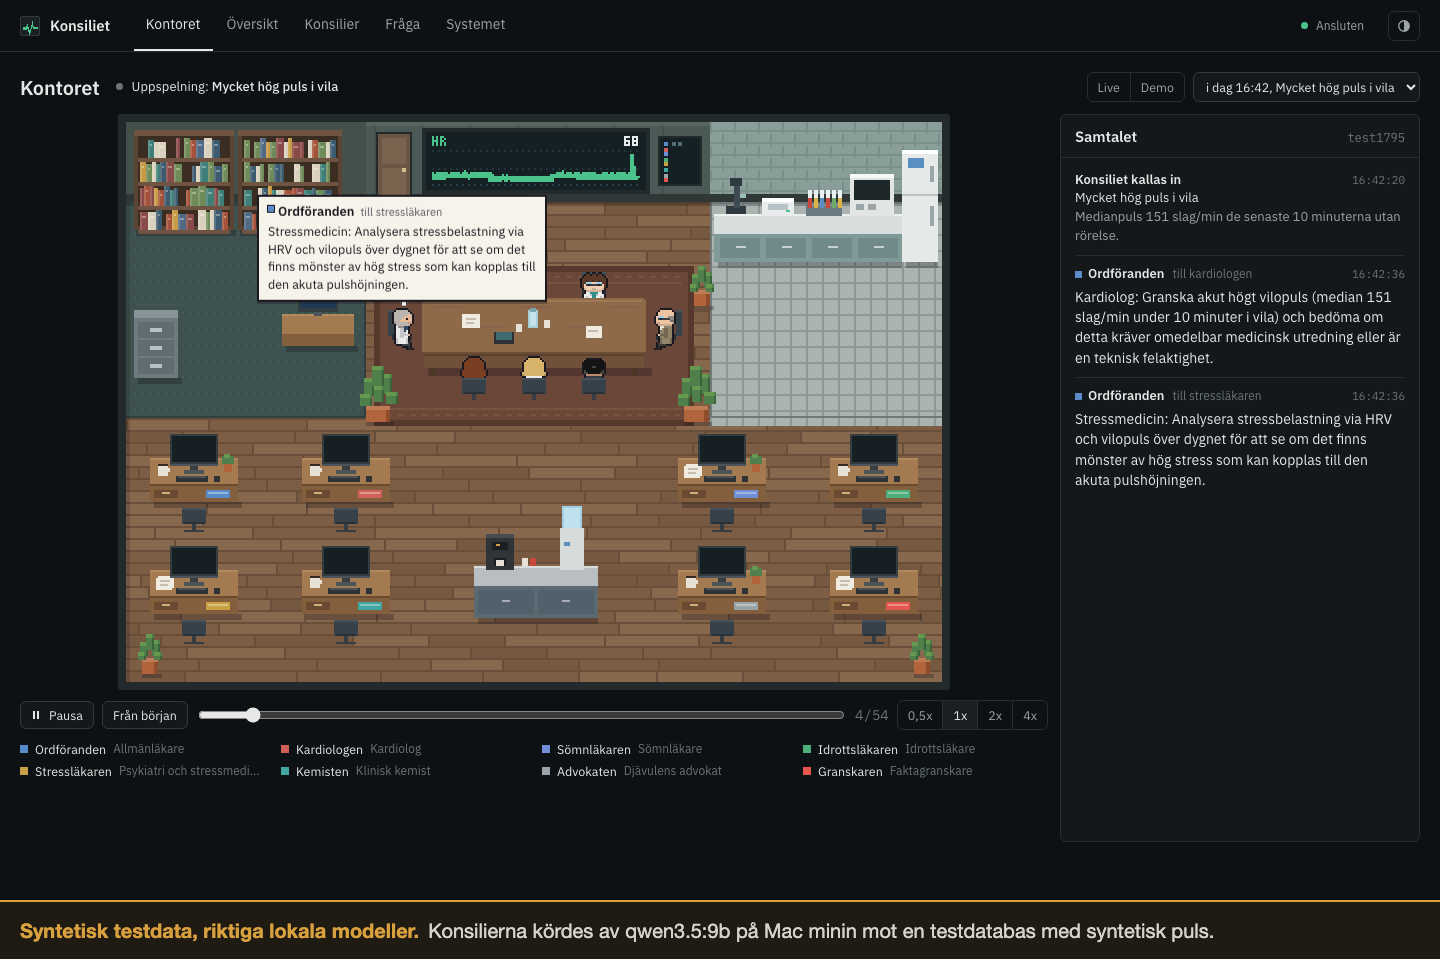 Konsiliet
Kontoret
Översikt
Konsilier
Fråga
Systemet
Ansluten
Kontoret
Uppspelning: Mycket hög puls i vila
Live
Demo
i dag 16:42, Mycket hög puls i vila
HR
68
Ordföranden till stressläkaren
Stressmedicin: Analysera stressbelastning via
HRV och vilopuls över dygnet för att se om det
finns mönster av hög stress som kan kopplas till
den akuta pulshöjningen.
Pausa
Från början
4/54
0,5x
1x
2x
4x
Ordföranden Allmänläkare
Kardiologen Kardiolog
Sömnläkaren Sömnläkare
Idrottsläkaren Idrottsläkare
Stressläkaren Psykiatri och stressmedi...
Kemisten Klinisk kemist
Advokaten Djävulens advokat
Granskaren Faktagranskare
Samtalet
test1795
Konsiliet kallas in 16:42:20
Mycket hög puls i vila
Medianpuls 151 slag/min de senaste 10 minuterna utan
rörelse.
Ordföranden till kardiologen 16:42:36
Kardiolog: Granska akut högt vilopuls (median 151
slag/min under 10 minuter i vila) och bedöma om
detta kräver omedelbar medicinsk utredning eller är
en teknisk felaktighet.
Ordföranden till stressläkaren 16:42:36
Stressmedicin: Analysera stressbelastning via HRV
och vilopuls över dygnet för att se om det finns
mönster av hög stress som kan kopplas till den
akuta pulshöjningen.
Syntetisk testdata, riktiga lokala modeller. Konsilierna kördes av qwen3.5:9b på Mac minin mot en testdatabas med syntetisk puls.